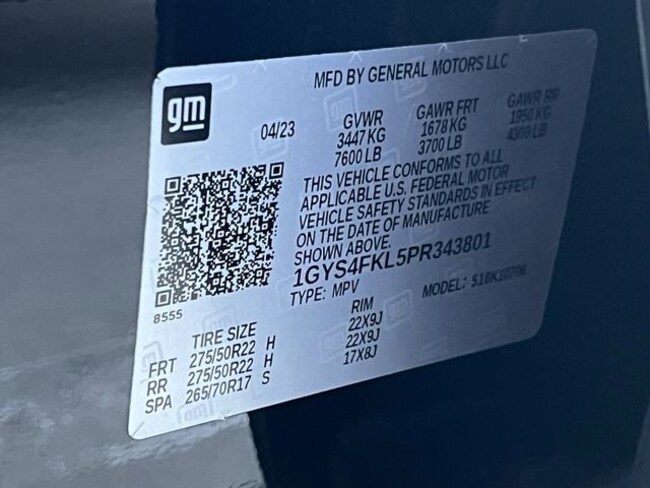 gm
MFD BY GENERAL MOTORS LLC
04/23 GVWR GAWR FRT GAWR RR
3447 KG 1678 KG 1950 KG
7600 LB 3700 LB 4300 LB
THIS VEHICLE CONFORMS TO ALL
APPLICABLE U.S. FEDERAL MOTOR
VEHICLE SAFETY STANDARDS IN EFFECT
ON THE DATE OF MANUFACTURE
SHOWN ABOVE.
1GYS4FKL5PR343801
TYPE: MPV MODEL: 516K10706
8555
TIRE SIZE RIM
FRT 275/50R22 H 22X9J
RR 275/50R22 H 22X9J
SPA 265/70R17 S 17X8J